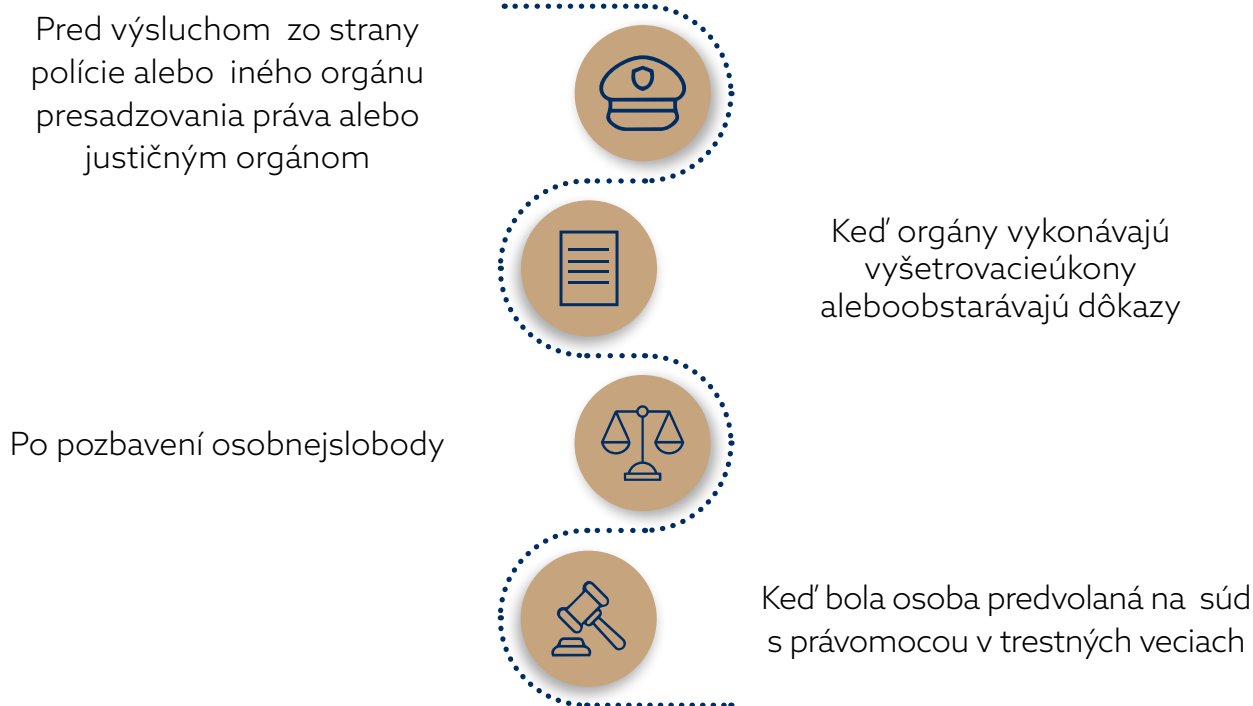 Pred výsluchom zo strany
polície alebo iného orgánu
presadzovania práva alebo
justičným orgánom
Keď orgány vykonávajú
vyšetrovacieúkony
aleboobstarávajú dôkazy
Po pozbavení osobnejslobody
Keď bola osoba predvolaná na súd
s právomocou v trestných veciach